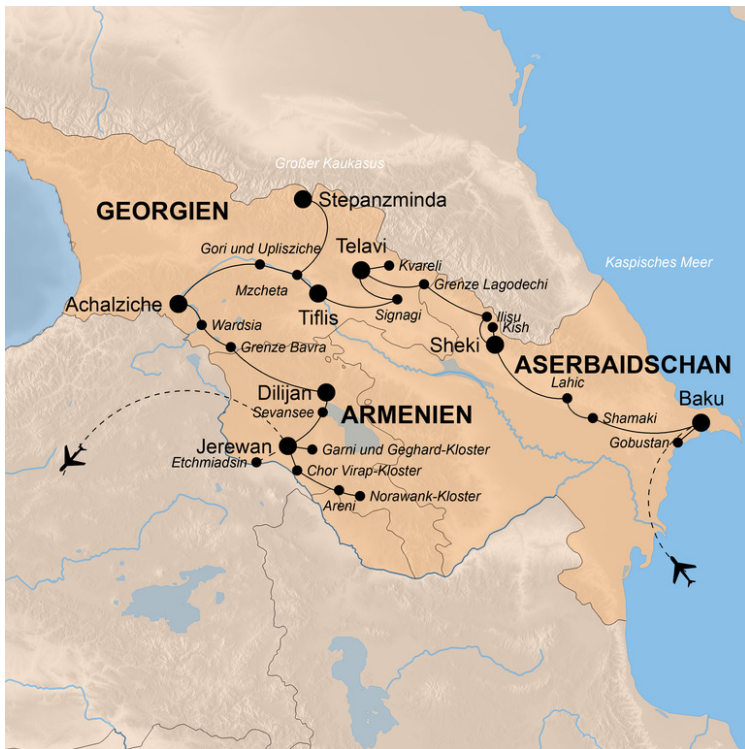 Großer Kaukasus
Stepanzminda
GEORGIEN
Gori und Uplisziche
Telavi
Kvareli
Kaspisches Meer
Mzcheta
Grenze Lagodechi
Achalziche
Tiflis
Signagi
Ilisu
Wardsia
Kish
Grenze Bavra
Sheki
ASERBAIDSCHAN
Dilijan
Lahic
Baku
Sevansee
ARMENIEN
Shamaki
Jerewan
Garni und Geghard-Kloster
Gobustan
Etchmiadsin
Chor Virap-Kloster
Areni
Norawank-Kloster